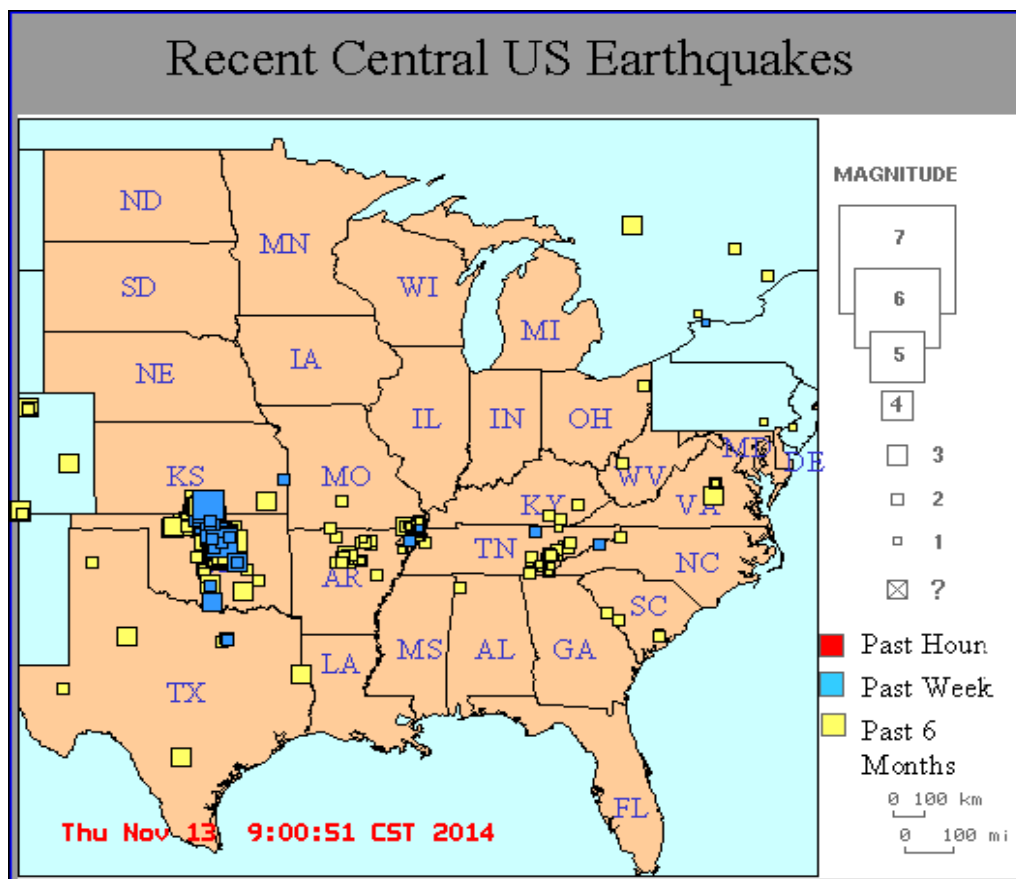 Recent Central US Earthquakes
MAGNITUDE
7
6
5
4
3
2
1
?
Past Houn
Past Week
Past 6
Months
0 100 km
0 100 mi
ND
MN
SD
WI
MI
NE
IA
IL
IN
OH
MD
DE
KS
MO
WV
KY
VA
TN
NC
AR
SC
MS
AL
GA
LA
TX
FL
Thu Nov 13 9:00:51 CST 2014